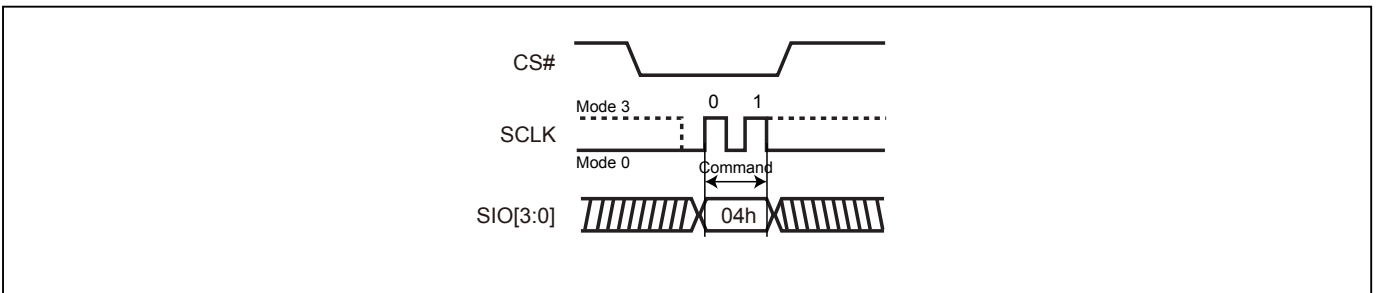 CS#
Mode 3
0 1
SCLK
Mode 0
Command
SIO[3:0]
04h